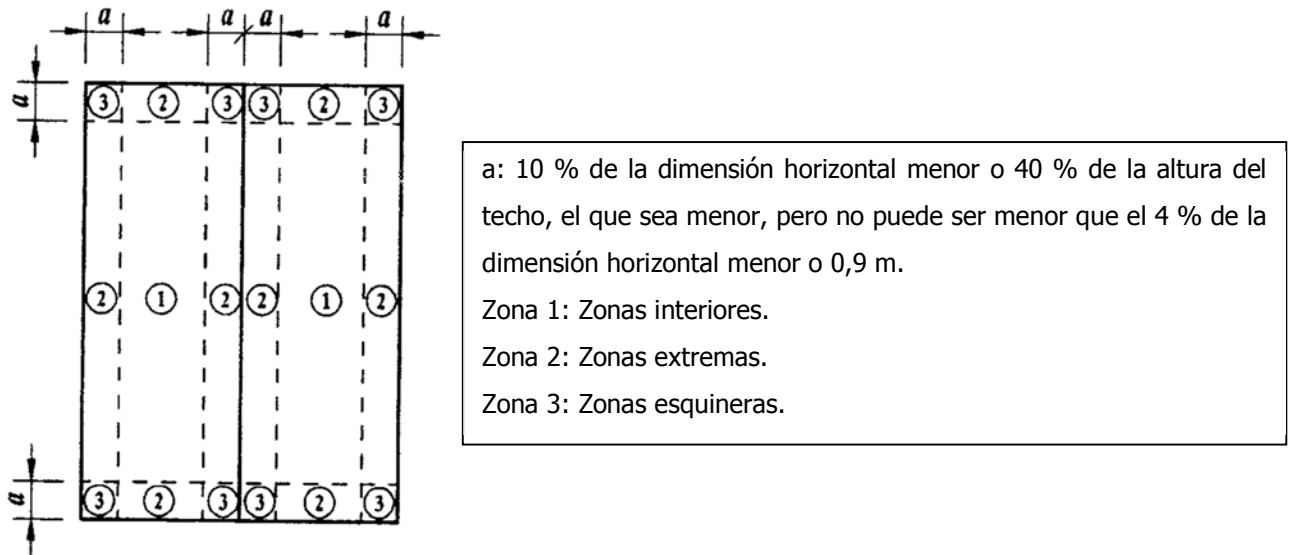 a a a a
a
3 2 3 3 2 3
2 1 2 2 1 2
a
3 2 3 3 2 3
a: 10 % de la dimensión horizontal menor o 40 % de la altura del
techo, el que sea menor, pero no puede ser menor que el 4 % de la
dimensión horizontal menor o 0,9 m.
Zona 1: Zonas interiores.
Zona 2: Zonas extremas.
Zona 3: Zonas esquineras.